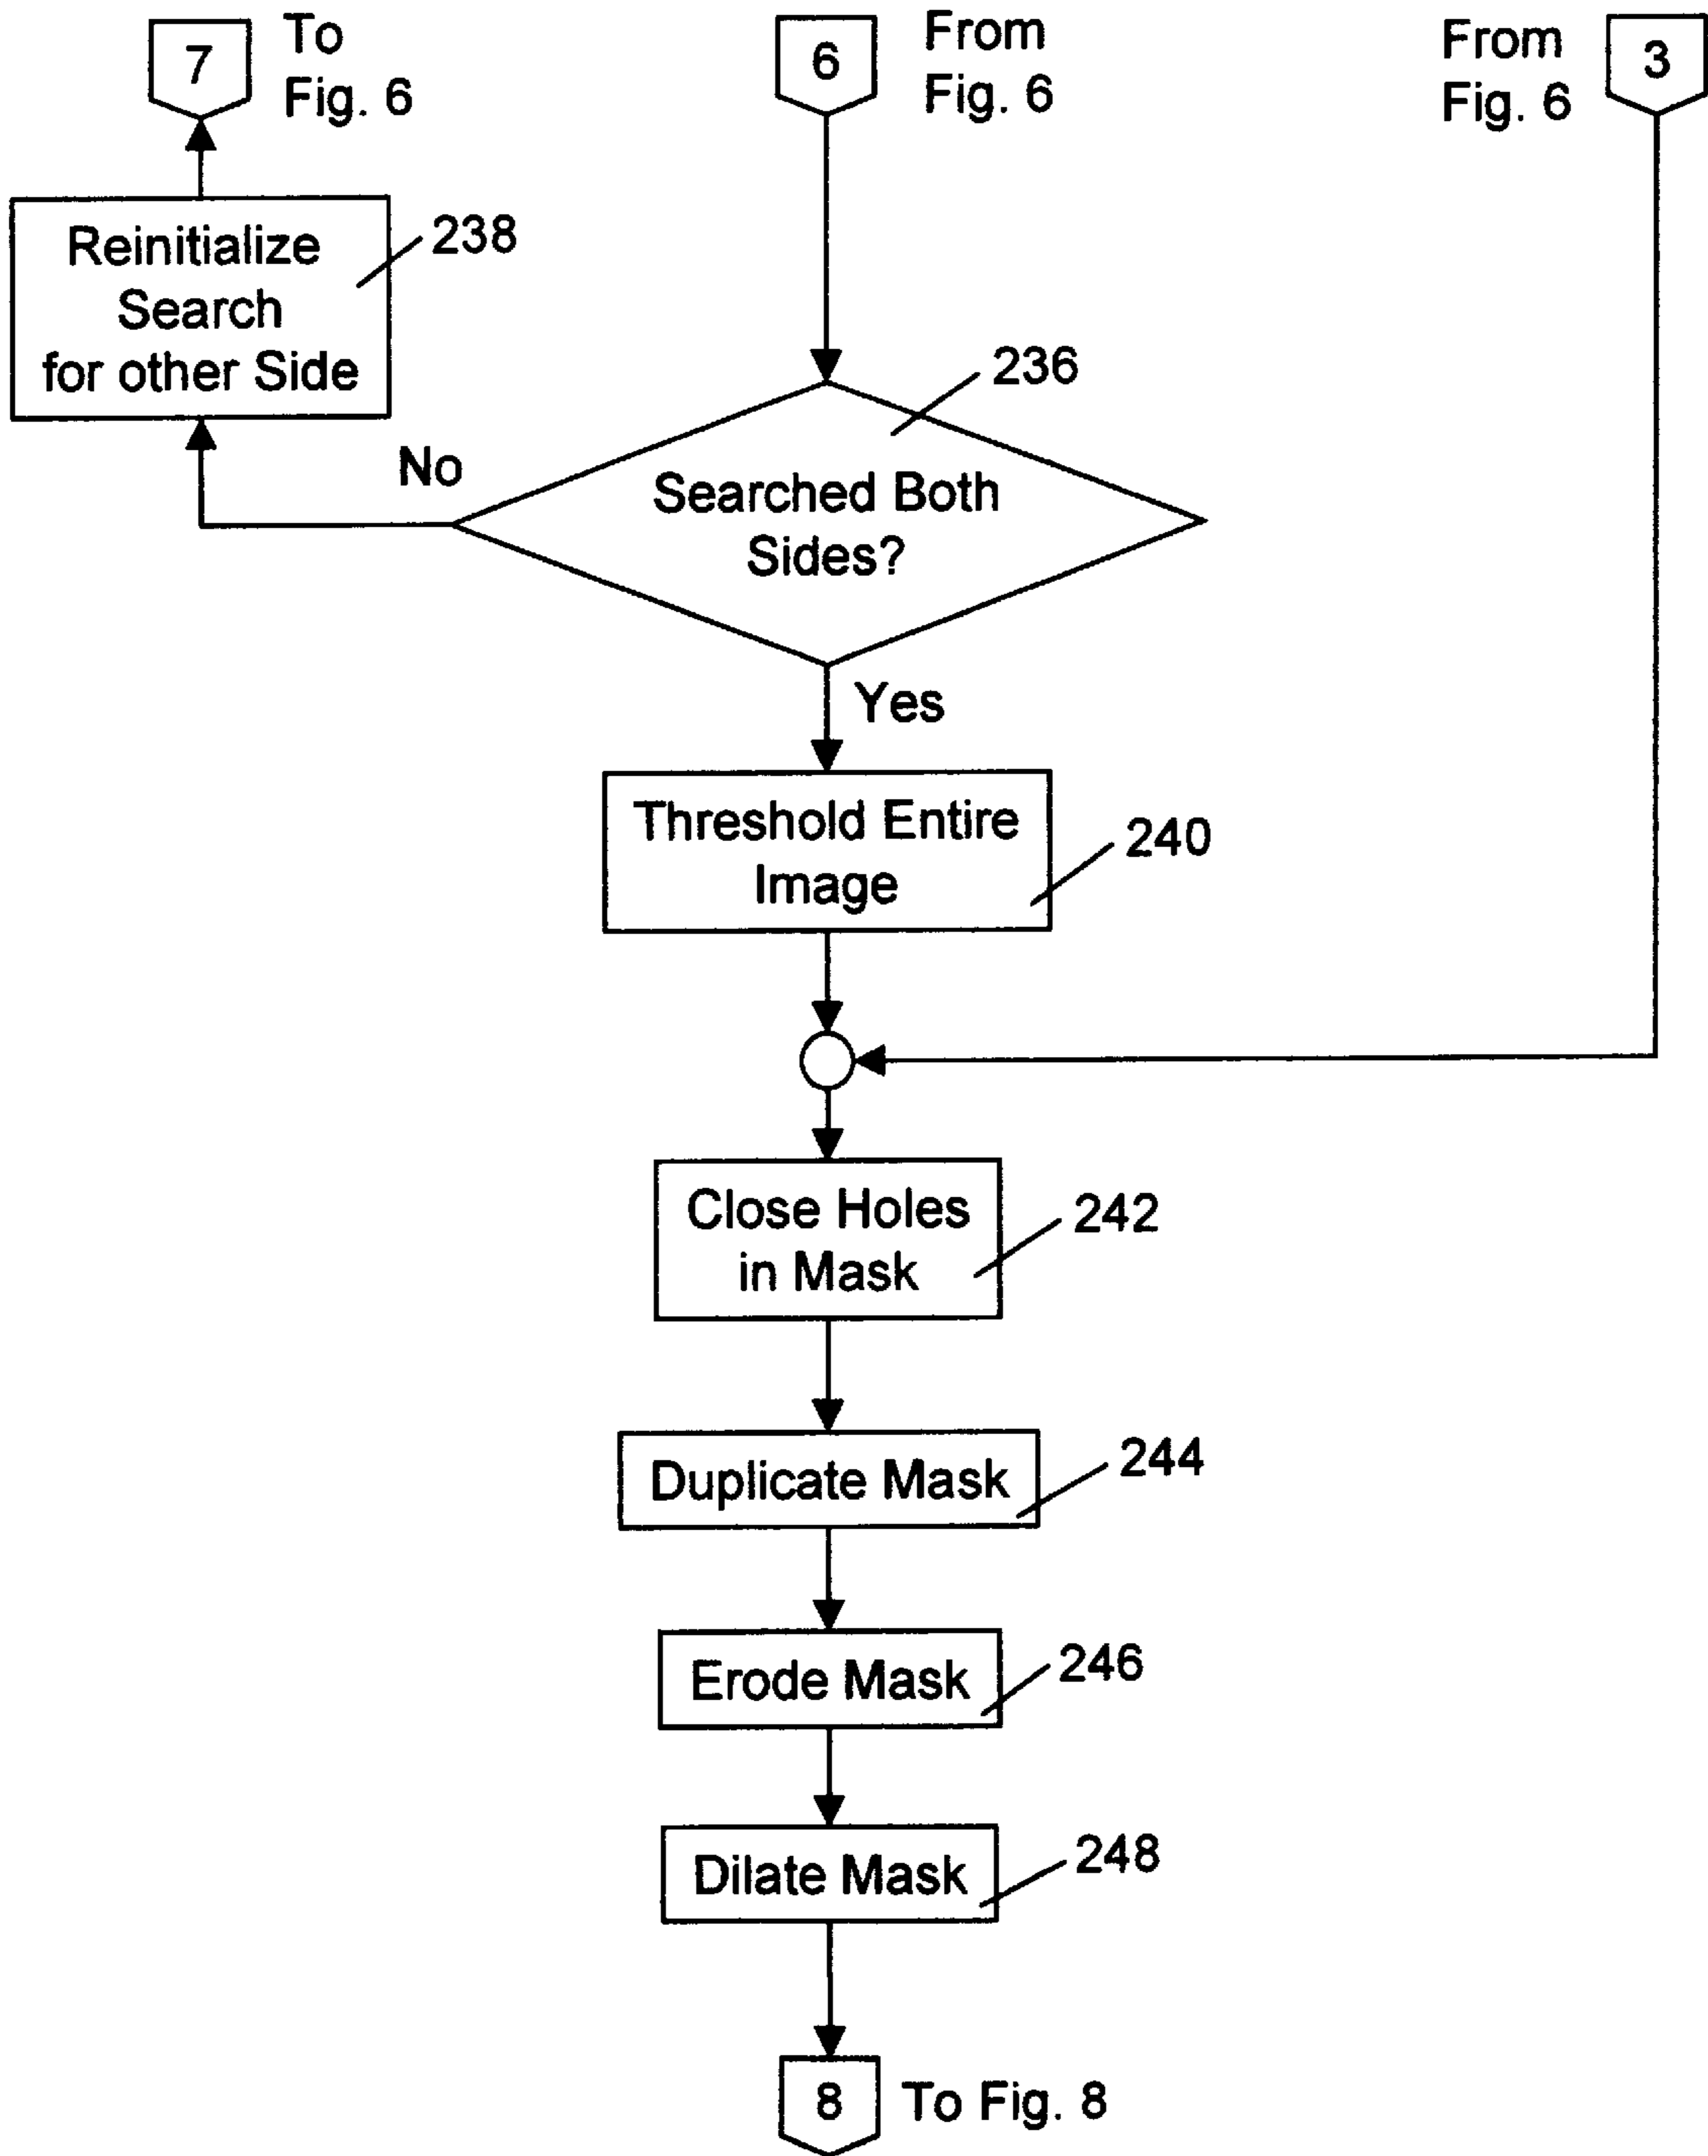 7
To
Fig. 6
6
From
Fig. 6
From
Fig. 6
3
Reinitialize
Search
for other Side
238
236
No
Searched Both
Sides?
Yes
Threshold Entire
Image
240
Close Holes
in Mask
242
Duplicate Mask
244
Erode Mask
246
Dilate Mask
248
8
To Fig. 8